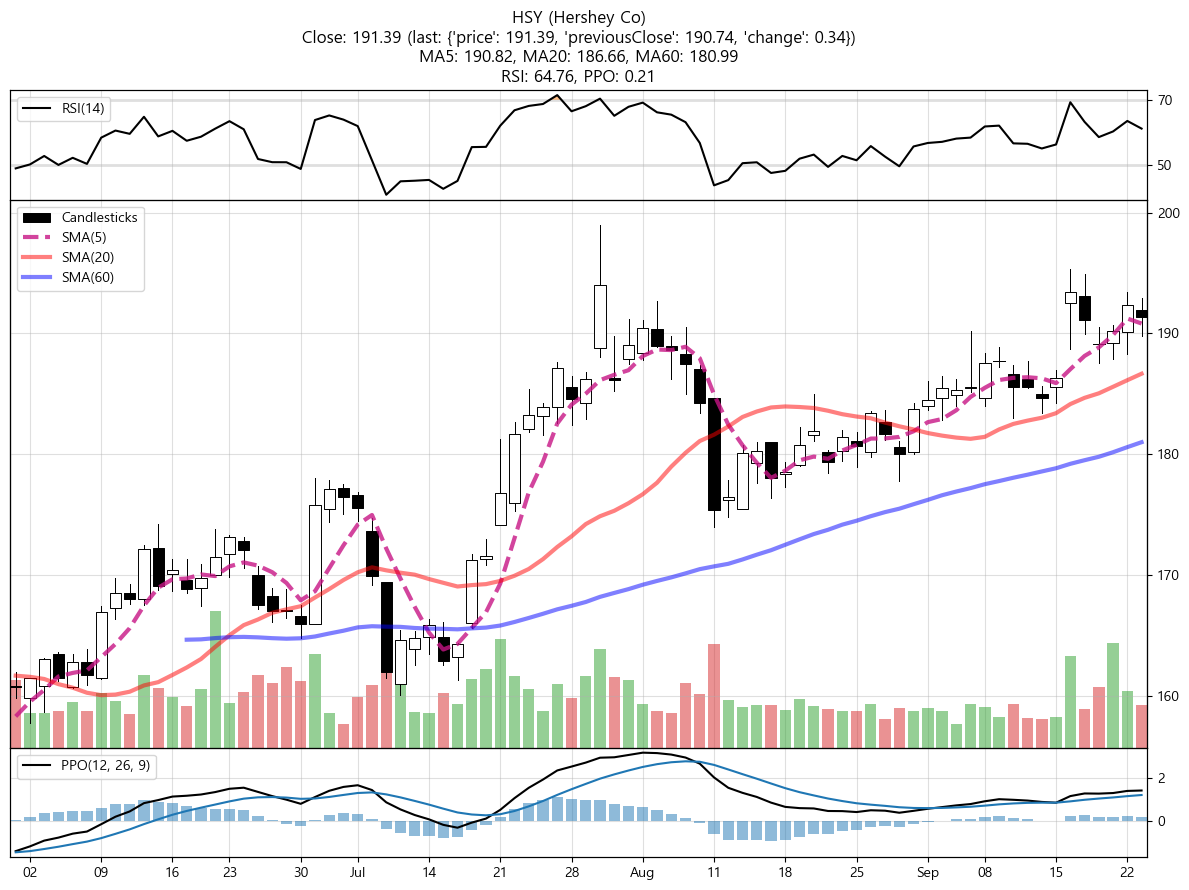 HSY (Hershey Co)
Close: 191.39 (last: {'price': 191.39, 'previousClose': 190.74, 'change': 0.34})
MA5: 190.82, MA20: 186.66, MA60: 180.99
RSI: 64.76, PPO: 0.21
RSI(14)
70
50
Candlesticks
SMA(5)
SMA(20)
SMA(60)
200
190
180
170
160
PPO(12, 26, 9)
2
0
02 09 16 23 30 Jul 14 21 28 Aug 11 18 25 Sep 08 15 22